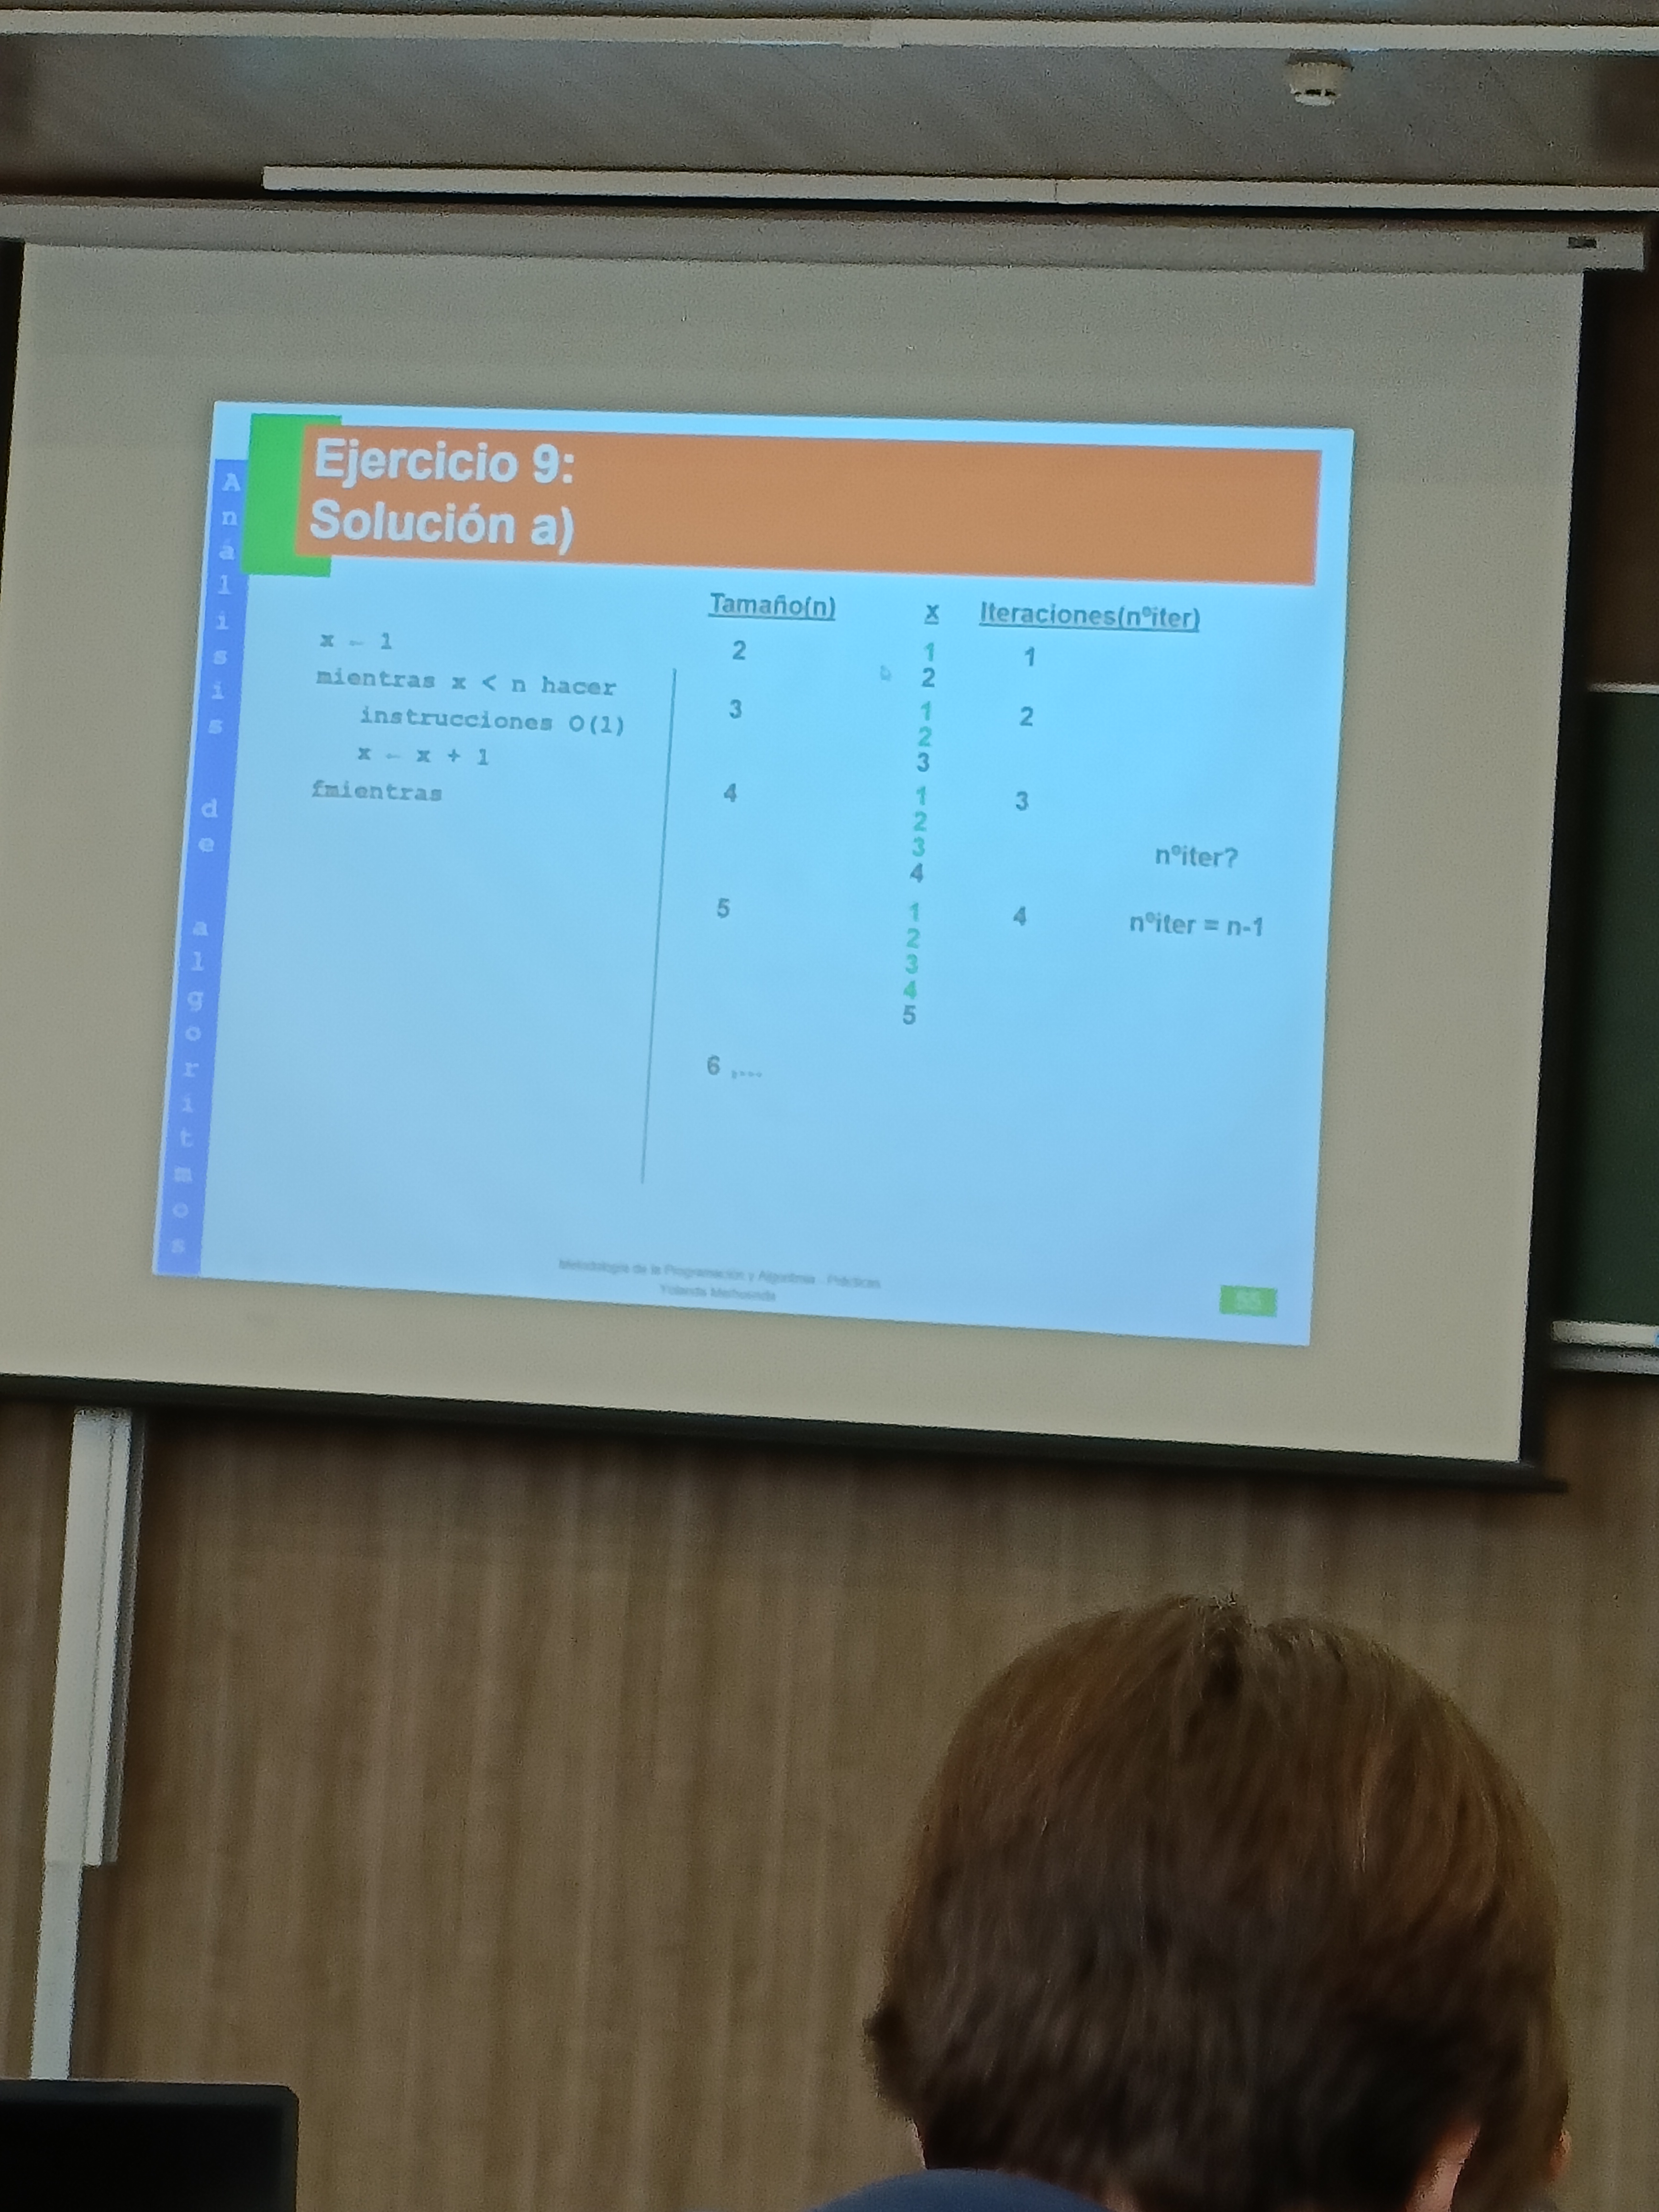 Ejercicio 9:
Solución a)
Análisis de algoritmos
x ← 1
mientras x < n hacer
instrucciones O(1)
x ← x + 1
fmientras
Tamaño(n) x Iteraciones(nºiter)
2 1 1
2
3 1 2
2
3
4 1 3
2
3
4
nºiter?
5 1 4 nºiter = n-1
2
3
4
5
6 ,....
Metodología de la Programación y Algoritmia . Prácticas
Yolanda
55